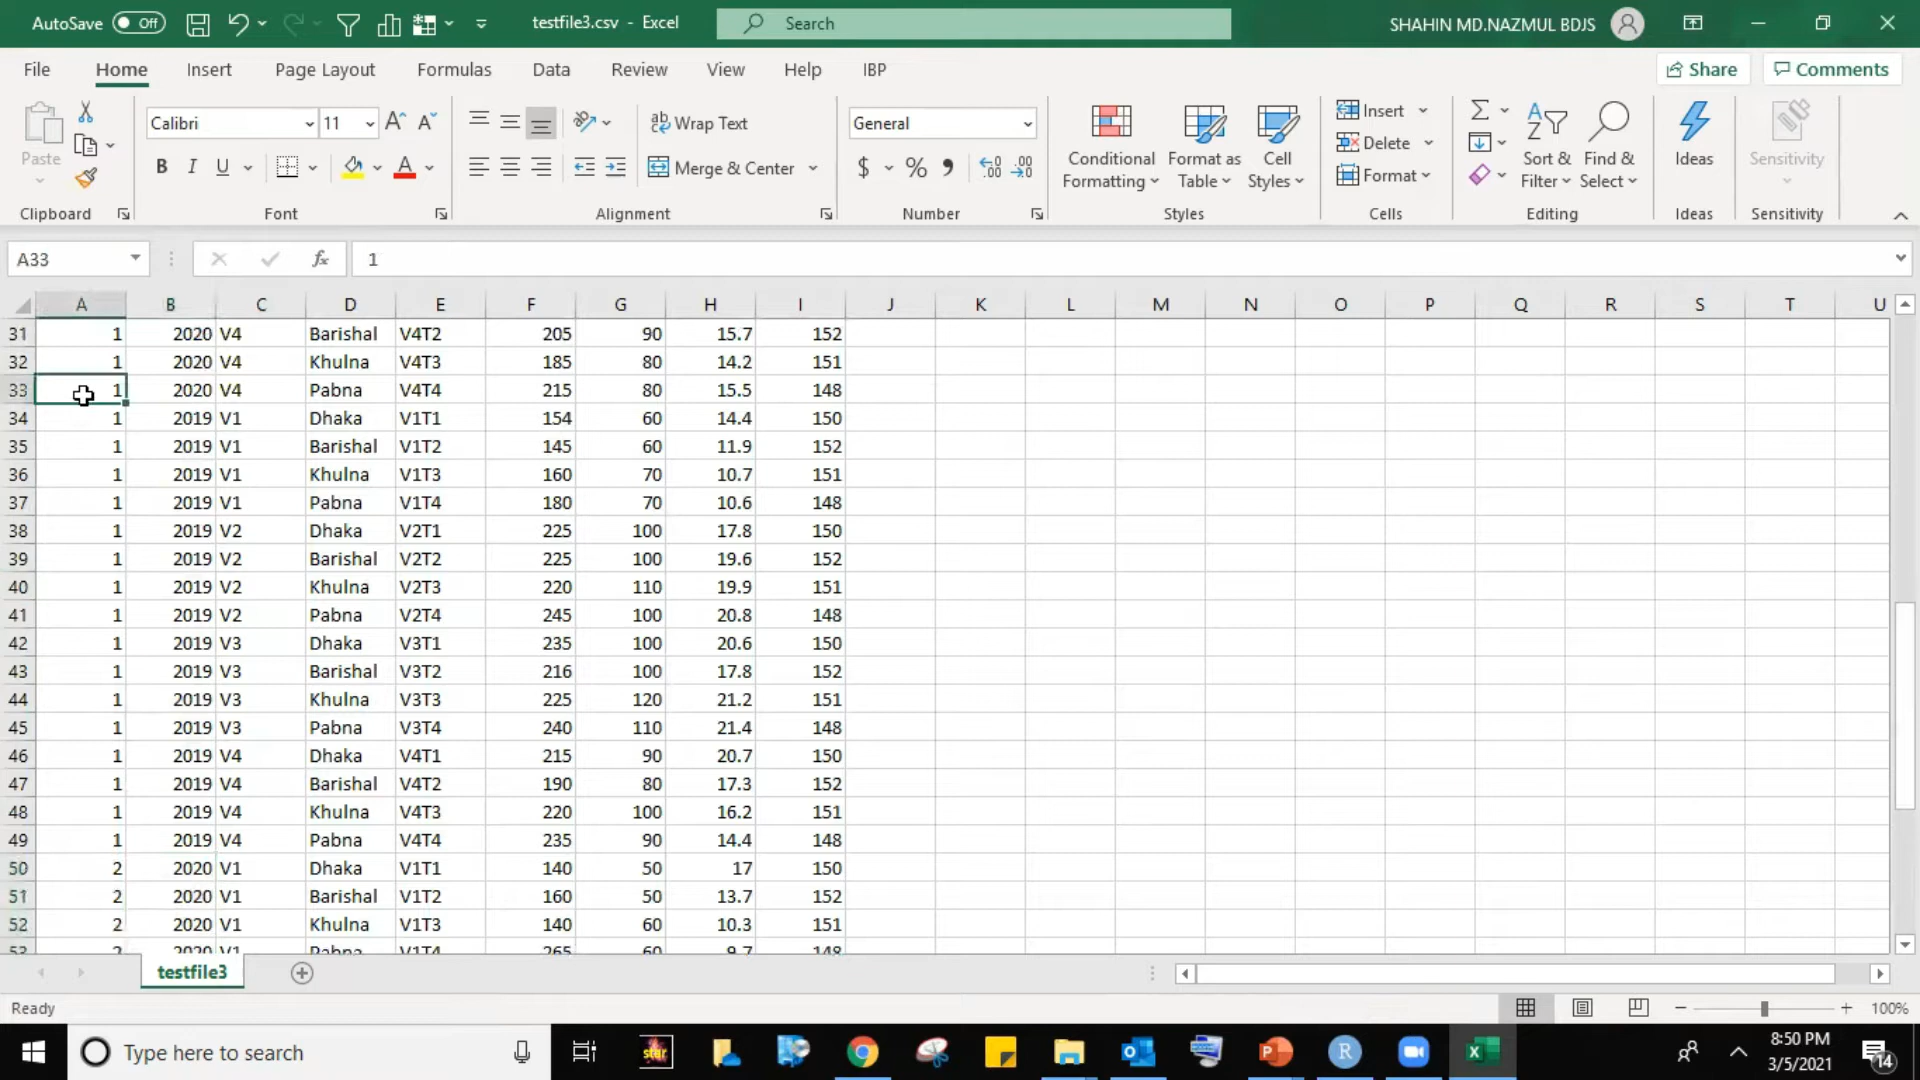 AutoSave Off testfile3.csv - Excel Search SHAHIN MD.NAZMUL BDJS
File Home Insert Page Layout Formulas Data Review View Help IBP Share Comments
Paste
Calibri 11 A A
B I U A
Wrap Text
Merge & Center
General
$ % ,
Conditional Formatting
Format as Table
Cell Styles
Insert
Delete
Format
Sort & Filter
Find & Select
Ideas
Sensitivity
Clipboard Font Alignment Number Styles Cells Editing Ideas Sensitivity
A33 fx 1
A B C D E F G H I J K L M N O P Q R S T U
31 1 2020 V4 Barishal V4T2 205 90 15.7 152
32 1 2020 V4 Khulna V4T3 185 80 14.2 151
33 1 2020 V4 Pabna V4T4 215 80 15.5 148
34 1 2019 V1 Dhaka V1T1 154 60 14.4 150
35 1 2019 V1 Barishal V1T2 145 60 11.9 152
36 1 2019 V1 Khulna V1T3 160 70 10.7 151
37 1 2019 V1 Pabna V1T4 180 70 10.6 148
38 1 2019 V2 Dhaka V2T1 225 100 17.8 150
39 1 2019 V2 Barishal V2T2 225 100 19.6 152
40 1 2019 V2 Khulna V2T3 220 110 19.9 151
41 1 2019 V2 Pabna V2T4 245 100 20.8 148
42 1 2019 V3 Dhaka V3T1 235 100 20.6 150
43 1 2019 V3 Barishal V3T2 216 100 17.8 152
44 1 2019 V3 Khulna V3T3 225 120 21.2 151
45 1 2019 V3 Pabna V3T4 240 110 21.4 148
46 1 2019 V4 Dhaka V4T1 215 90 20.7 150
47 1 2019 V4 Barishal V4T2 190 80 17.3 152
48 1 2019 V4 Khulna V4T3 220 100 16.2 151
49 1 2019 V4 Pabna V4T4 235 90 14.4 148
50 2 2020 V1 Dhaka V1T1 140 50 17 150
51 2 2020 V1 Barishal V1T2 160 50 13.7 152
52 2 2020 V1 Khulna V1T3 140 60 10.3 151
53 2 2020 V1 Pabna V1T4 265 60 9.7 148
testfile3
Ready 100%
Type here to search
8:50 PM
3/5/2021
14